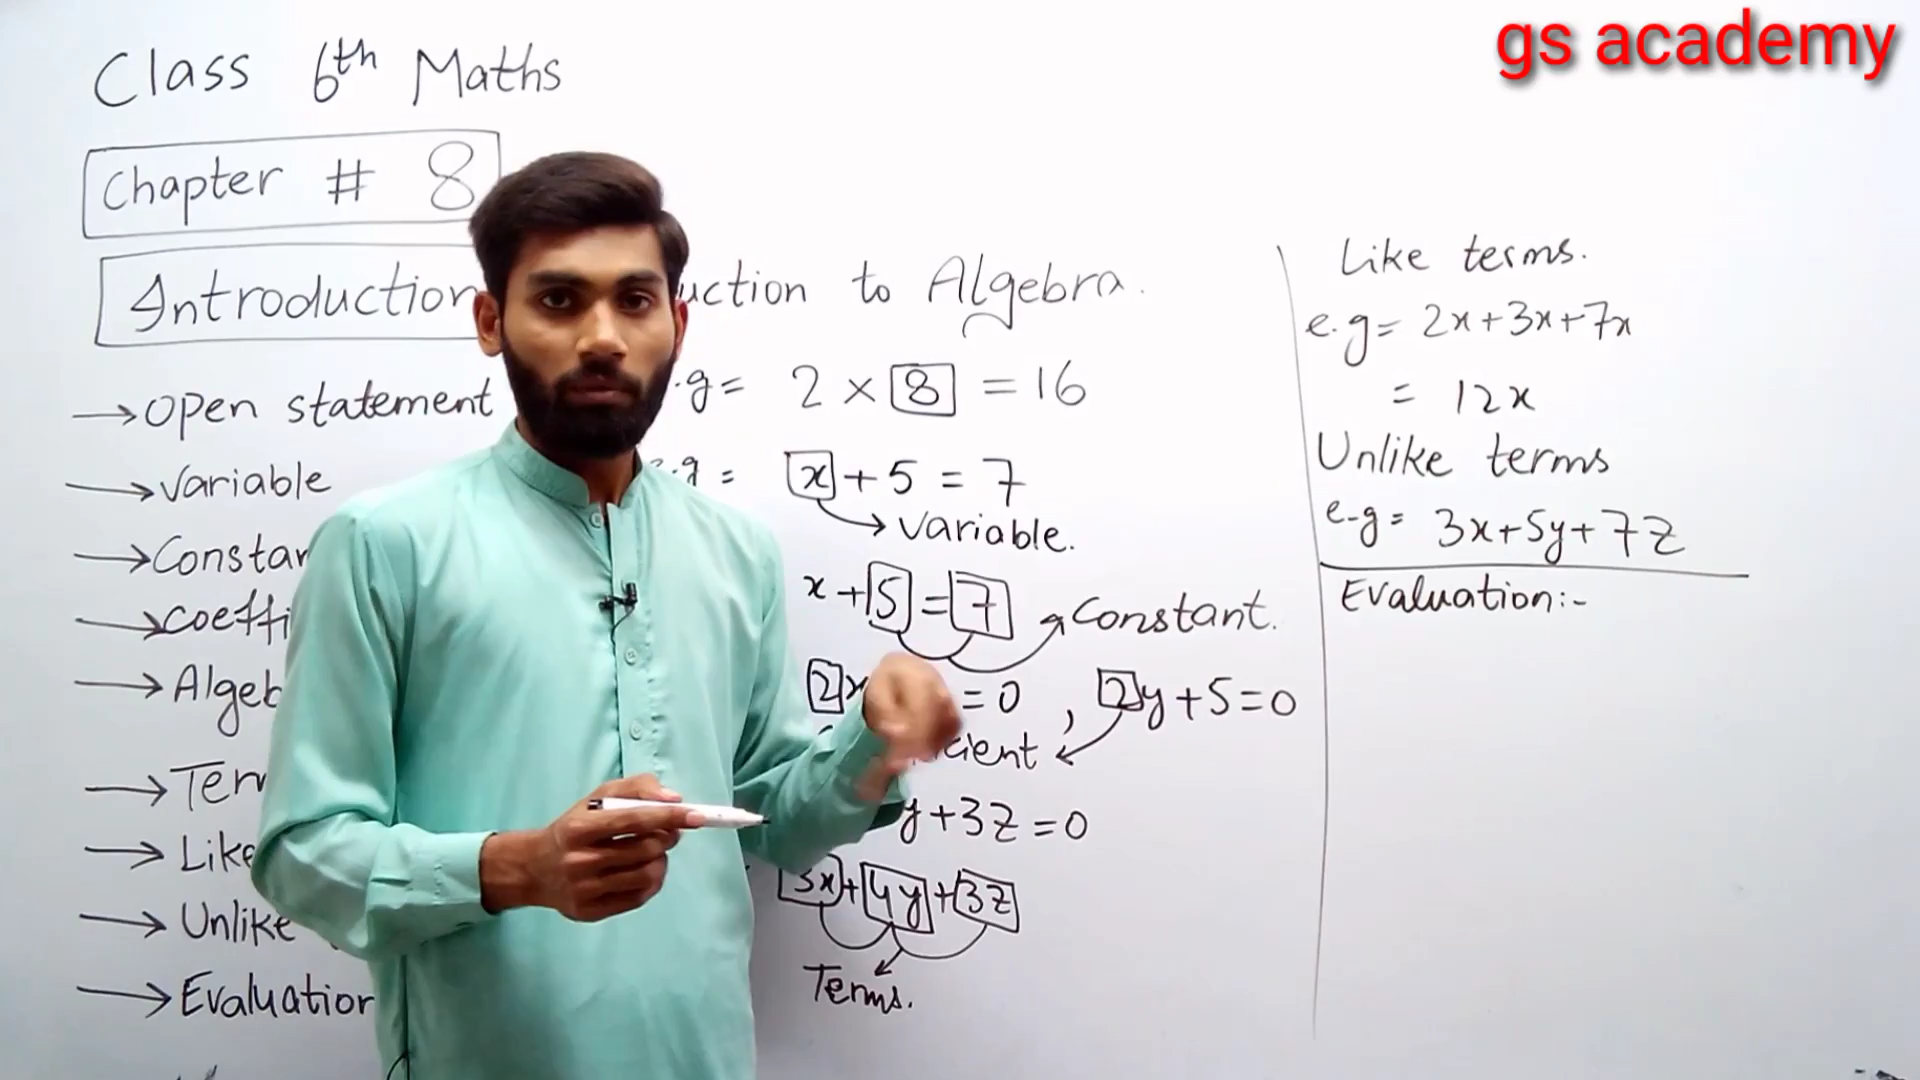 gs academy
Class 6th Maths
Chapter # 8
Introduction
uction to Algebra.
→ open statement
.g = 2 × 8 = 16
→ variable
e.g = x + 5 = 7
→ variable.
→ Constan
x + 5 = 7
Constant.
→ coeffi
2x = 0 , 2y + 5 = 0
cient
→ Algeb
→ Ter
y + 3z = 0
→ Like
3x + 4y + 3z
→ Unlike
Terms.
→ Evaluation
Like terms.
e.g = 2x + 3x + 7x
= 12x
Unlike terms
e-g = 3x + 5y + 7z
Evaluation:-